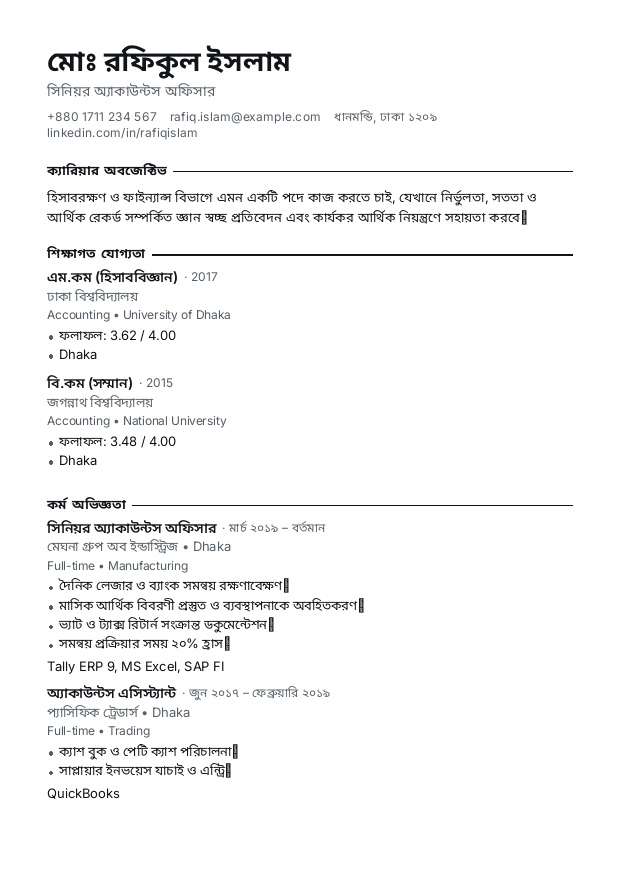 মোঃ রফিকুল ইসলাম
সিনিয়র অ্যাকাউন্টস অফিসার
+880 1711 234 567 rafiq.islam@example.com ধানমন্ডি, ঢাকা ১২০৯
linkedin.com/in/rafiqislam
ক্যারিয়ার অবজেক্টিভ
হিসাবরক্ষণ ও ফাইন্যান্স বিভাগে এমন একটি পদে কাজ করতে চাই, যেখানে নির্ভুলতা, সততা ও
আর্থিক রেকর্ড সম্পর্কিত জ্ঞান স্বচ্ছ প্রতিবেদন এবং কার্যকর আর্থিক নিয়ন্ত্রণে সহায়তা করবে
শিক্ষাগত যোগ্যতা
এম.কম (হিসাববিজ্ঞান) · 2017
ঢাকা বিশ্ববিদ্যালয়
Accounting • University of Dhaka
• ফলাফল: 3.62 / 4.00
• Dhaka
বি.কম (সম্মান) · 2015
জগন্নাথ বিশ্ববিদ্যালয়
Accounting • National University
• ফলাফল: 3.48 / 4.00
• Dhaka
কর্ম অভিজ্ঞতা
সিনিয়র অ্যাকাউন্টস অফিসার · মার্চ ২০১৯ – বর্তমান
মেঘনা গ্রুপ অব ইন্ডাস্ট্রিজ • Dhaka
Full-time • Manufacturing
• দৈনিক লেজার ও ব্যাংক সমন্বয় রক্ষণাবেক্ষণ
• মাসিক আর্থিক বিবরণী প্রস্তুত ও ব্যবস্থাপনাকে অবহিতকরণ
• ভ্যাট ও ট্যাক্স রিটার্ন সংক্রান্ত ডকুমেন্টেশন
• সমন্বয় প্রক্রিয়ার সময় ২০% হ্রাস
Tally ERP 9, MS Excel, SAP FI
অ্যাকাউন্টস এসিস্ট্যান্ট · জুন ২০১৭ – ফেব্রুয়ারি ২০১৯
প্যাসিফিক ট্রেডার্স • Dhaka
Full-time • Trading
• ক্যাশ বুক ও পেটি ক্যাশ পরিচালনা
• সাপ্লায়ার ইনভয়েস যাচাই ও এন্ট্রি
QuickBooks